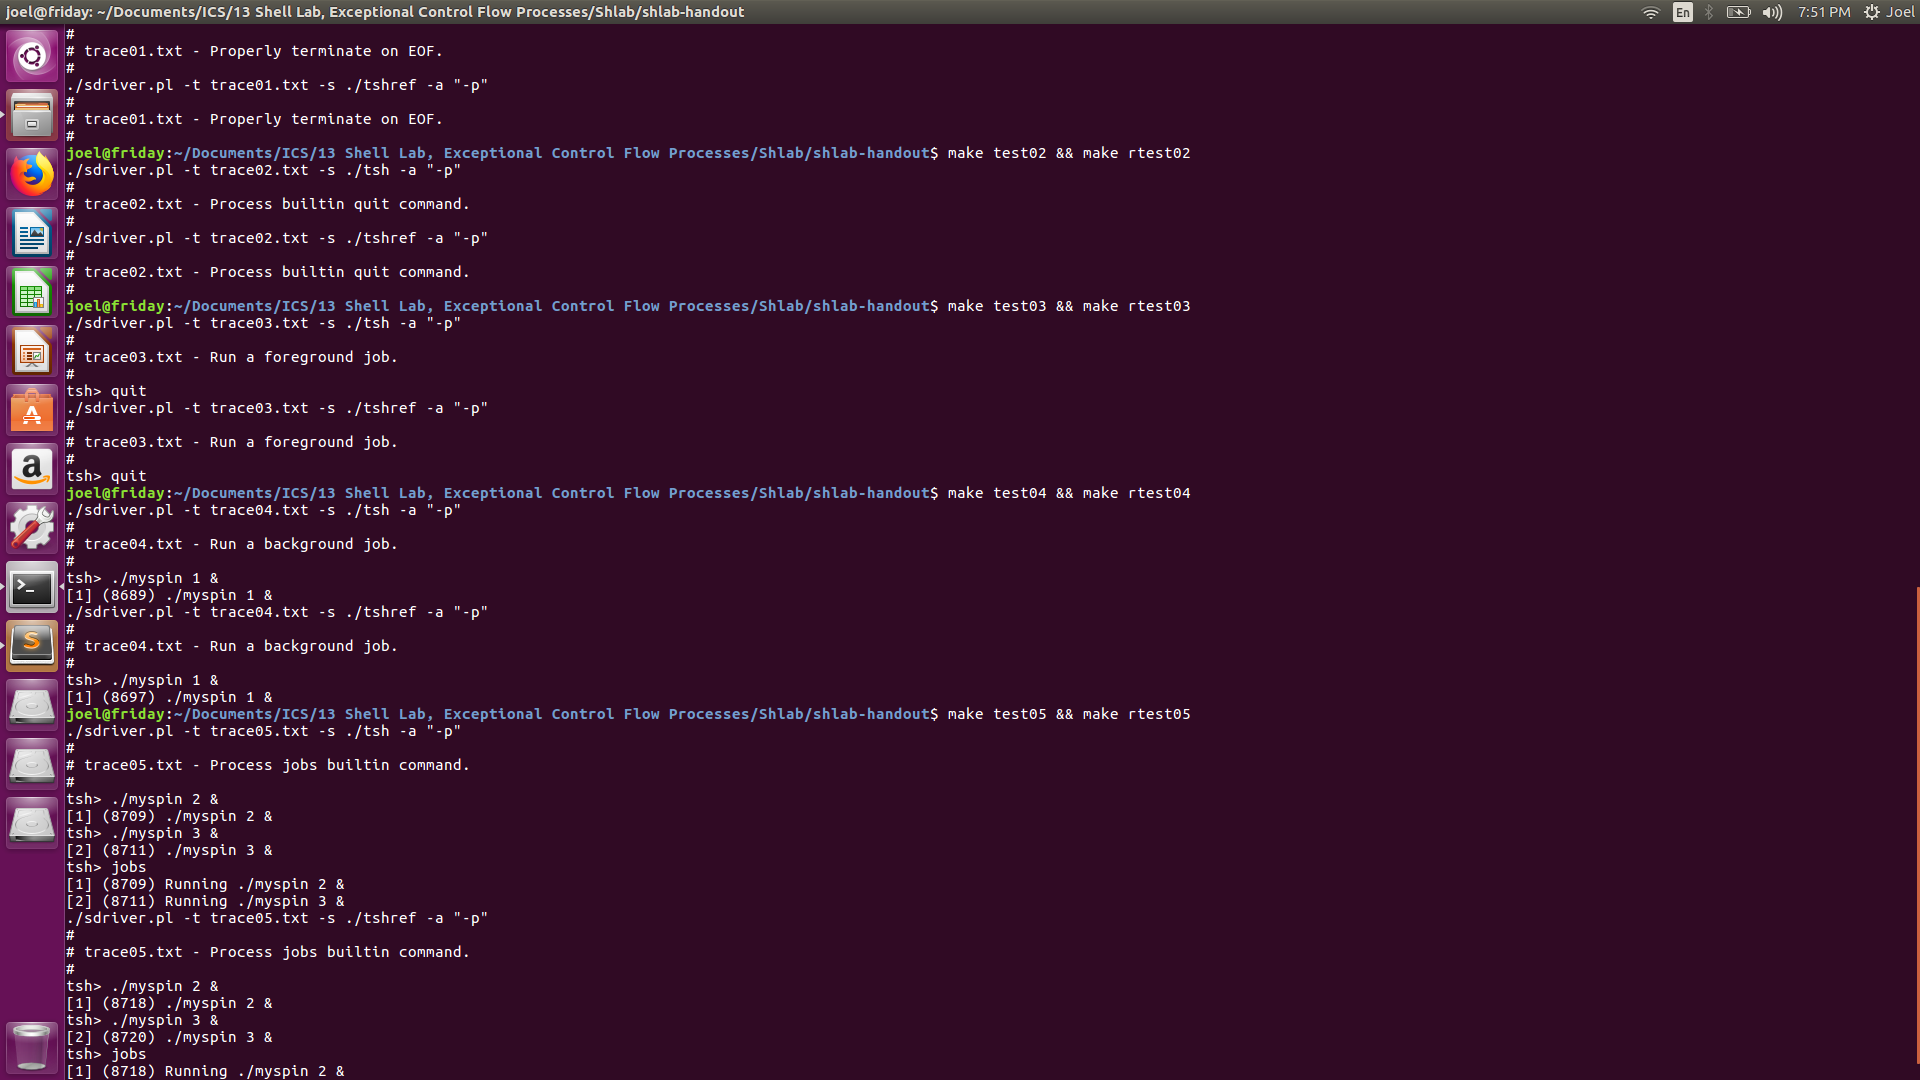 joel@friday: ~/Documents/ICS/13 Shell Lab, Exceptional Control Flow Processes/Shlab/shlab-handout
En
7:51 PM
Joel
#
# trace01.txt - Properly terminate on EOF.
#
./sdriver.pl -t trace01.txt -s ./tshref -a "-p"
#
# trace01.txt - Properly terminate on EOF.
#
joel@friday:~/Documents/ICS/13 Shell Lab, Exceptional Control Flow Processes/Shlab/shlab-handout$ make test02 && make rtest02
./sdriver.pl -t trace02.txt -s ./tsh -a "-p"
#
# trace02.txt - Process builtin quit command.
#
./sdriver.pl -t trace02.txt -s ./tshref -a "-p"
#
# trace02.txt - Process builtin quit command.
#
joel@friday:~/Documents/ICS/13 Shell Lab, Exceptional Control Flow Processes/Shlab/shlab-handout$ make test03 && make rtest03
./sdriver.pl -t trace03.txt -s ./tsh -a "-p"
#
# trace03.txt - Run a foreground job.
#
tsh> quit
./sdriver.pl -t trace03.txt -s ./tshref -a "-p"
#
# trace03.txt - Run a foreground job.
#
tsh> quit
joel@friday:~/Documents/ICS/13 Shell Lab, Exceptional Control Flow Processes/Shlab/shlab-handout$ make test04 && make rtest04
./sdriver.pl -t trace04.txt -s ./tsh -a "-p"
#
# trace04.txt - Run a background job.
#
tsh> ./myspin 1 &
[1] (8689) ./myspin 1 &
./sdriver.pl -t trace04.txt -s ./tshref -a "-p"
#
# trace04.txt - Run a background job.
#
tsh> ./myspin 1 &
[1] (8697) ./myspin 1 &
joel@friday:~/Documents/ICS/13 Shell Lab, Exceptional Control Flow Processes/Shlab/shlab-handout$ make test05 && make rtest05
./sdriver.pl -t trace05.txt -s ./tsh -a "-p"
#
# trace05.txt - Process jobs builtin command.
#
tsh> ./myspin 2 &
[1] (8709) ./myspin 2 &
tsh> ./myspin 3 &
[2] (8711) ./myspin 3 &
tsh> jobs
[1] (8709) Running ./myspin 2 &
[2] (8711) Running ./myspin 3 &
./sdriver.pl -t trace05.txt -s ./tshref -a "-p"
#
# trace05.txt - Process jobs builtin command.
#
tsh> ./myspin 2 &
[1] (8718) ./myspin 2 &
tsh> ./myspin 3 &
[2] (8720) ./myspin 3 &
tsh> jobs
[1] (8718) Running ./myspin 2 &